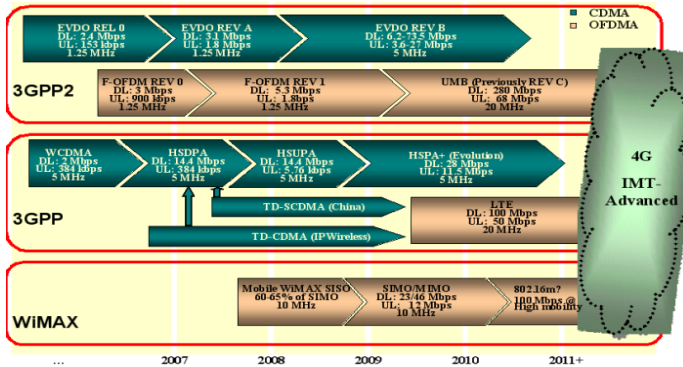 CDMA
OFDMA
EVDO REL 0
DL: 2.4 Mbps
UL: 153 kbps
1.25 MHz
EVDO REV A
DL: 3.1 Mbps
UL: 1.8 Mbps
1.25 MHz
EVDO REV B
DL: 6.2-73.5 Mbps
UL: 3.6-27 Mbps
5 MHz
3GPP2
F-OFDM REV 0
DL: 3 Mbps
UL: 900 kbps
1.25 MHz
F-OFDM REV 1
DL: 5.3 Mbps
UL: 1.8bps
1.25 MHz
UMB (Previously REV C)
DL: 280 Mbps
UL: 68 Mbps
20 MHz
WCDMA
DL: 2 Mbps
UL: 384 kbps
5 MHz
HSDPA
DL: 14.4 Mbps
UL: 384 kbps
5 MHz
HSUPA
DL: 14.4 Mbps
UL: 5.76 kbps
5 MHz
HSPA+ (Evolution)
DL: 28 Mbps
UL: 11.5 Mbps
5 MHz
4G
IMT-
Advanced
3GPP
TD-SCDMA (China)
TD-CDMA (IPWireless)
LTE
DL: 100 Mbps
UL: 50 Mbps
20 MHz
WiMAX
Mobile WiMAX SISO
60-65% of SIMO
10 MHz
SIMO/MIMO
DL: 23/46 Mbps
UL: 12 Mbps
10 MHz
802.16m?
100 Mbps @
High mobility
... 2007 2008 2009 2010 2011+